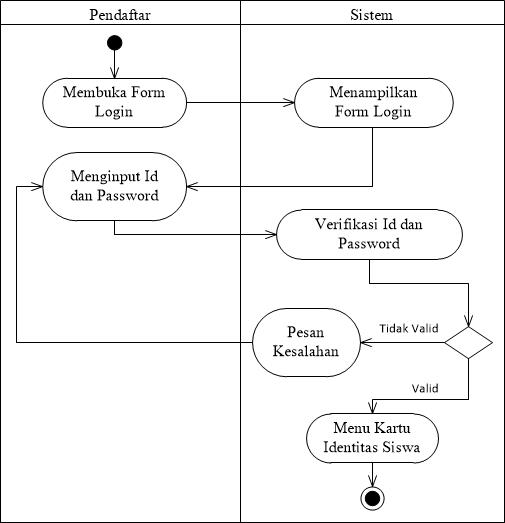 Pendaftar
Sistem
Membuka Form
Login
Menampilkan
Form Login
Menginput Id
dan Password
Verifikasi Id dan
Password
Tidak Valid
Pesan
Kesalahan
Valid
Menu Kartu
Identitas Siswa